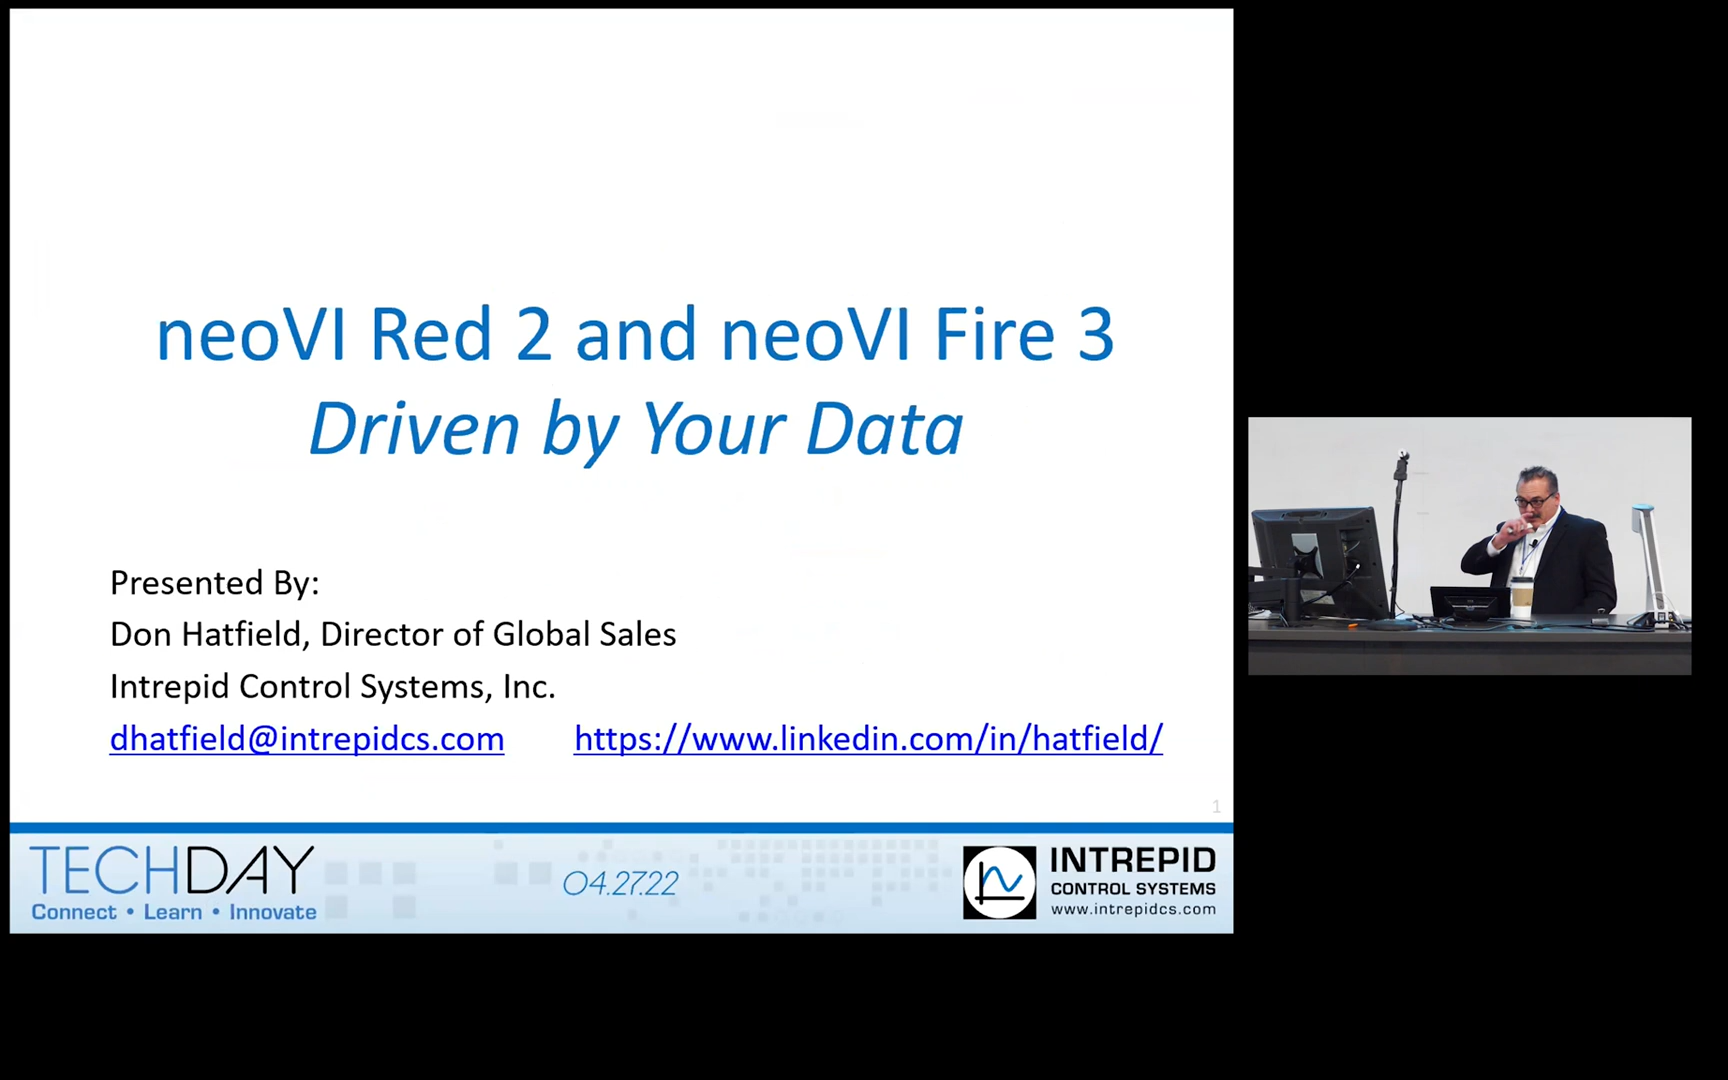 neoVI Red 2 and neoVI Fire 3
Driven by Your Data
Presented By:
Don Hatfield, Director of Global Sales
Intrepid Control Systems, Inc.
dhatfield@intrepidcs.com https://www.linkedin.com/in/hatfield/
1
TECHDAY
Connect • Learn • Innovate
04.27.22
INTREPID
CONTROL SYSTEMS
www.intrepidcs.com